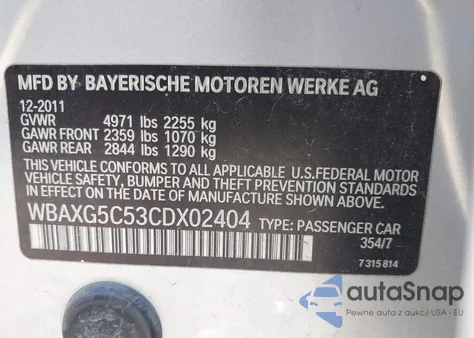 MFD BY BAYERISCHE MOTOREN WERKE AG
12-2011
GVWR 4971 lbs 2255 kg
GAWR FRONT 2359 lbs 1070 kg
GAWR REAR 2844 lbs 1290 kg
THIS VEHICLE CONFORMS TO ALL APPLICABLE U.S.FEDERAL MOTOR
VEHICLE SAFETY, BUMPER AND THEFT PREVENTION STANDARDS
IN EFFECT ON THE DATE OF MANUFACTURE SHOWN ABOVE.
WBAXG5C53CDX02404 TYPE: PASSENGER CAR
354/7
7 315 814
autoSnap
Pewne auta z aukcji USA i EU